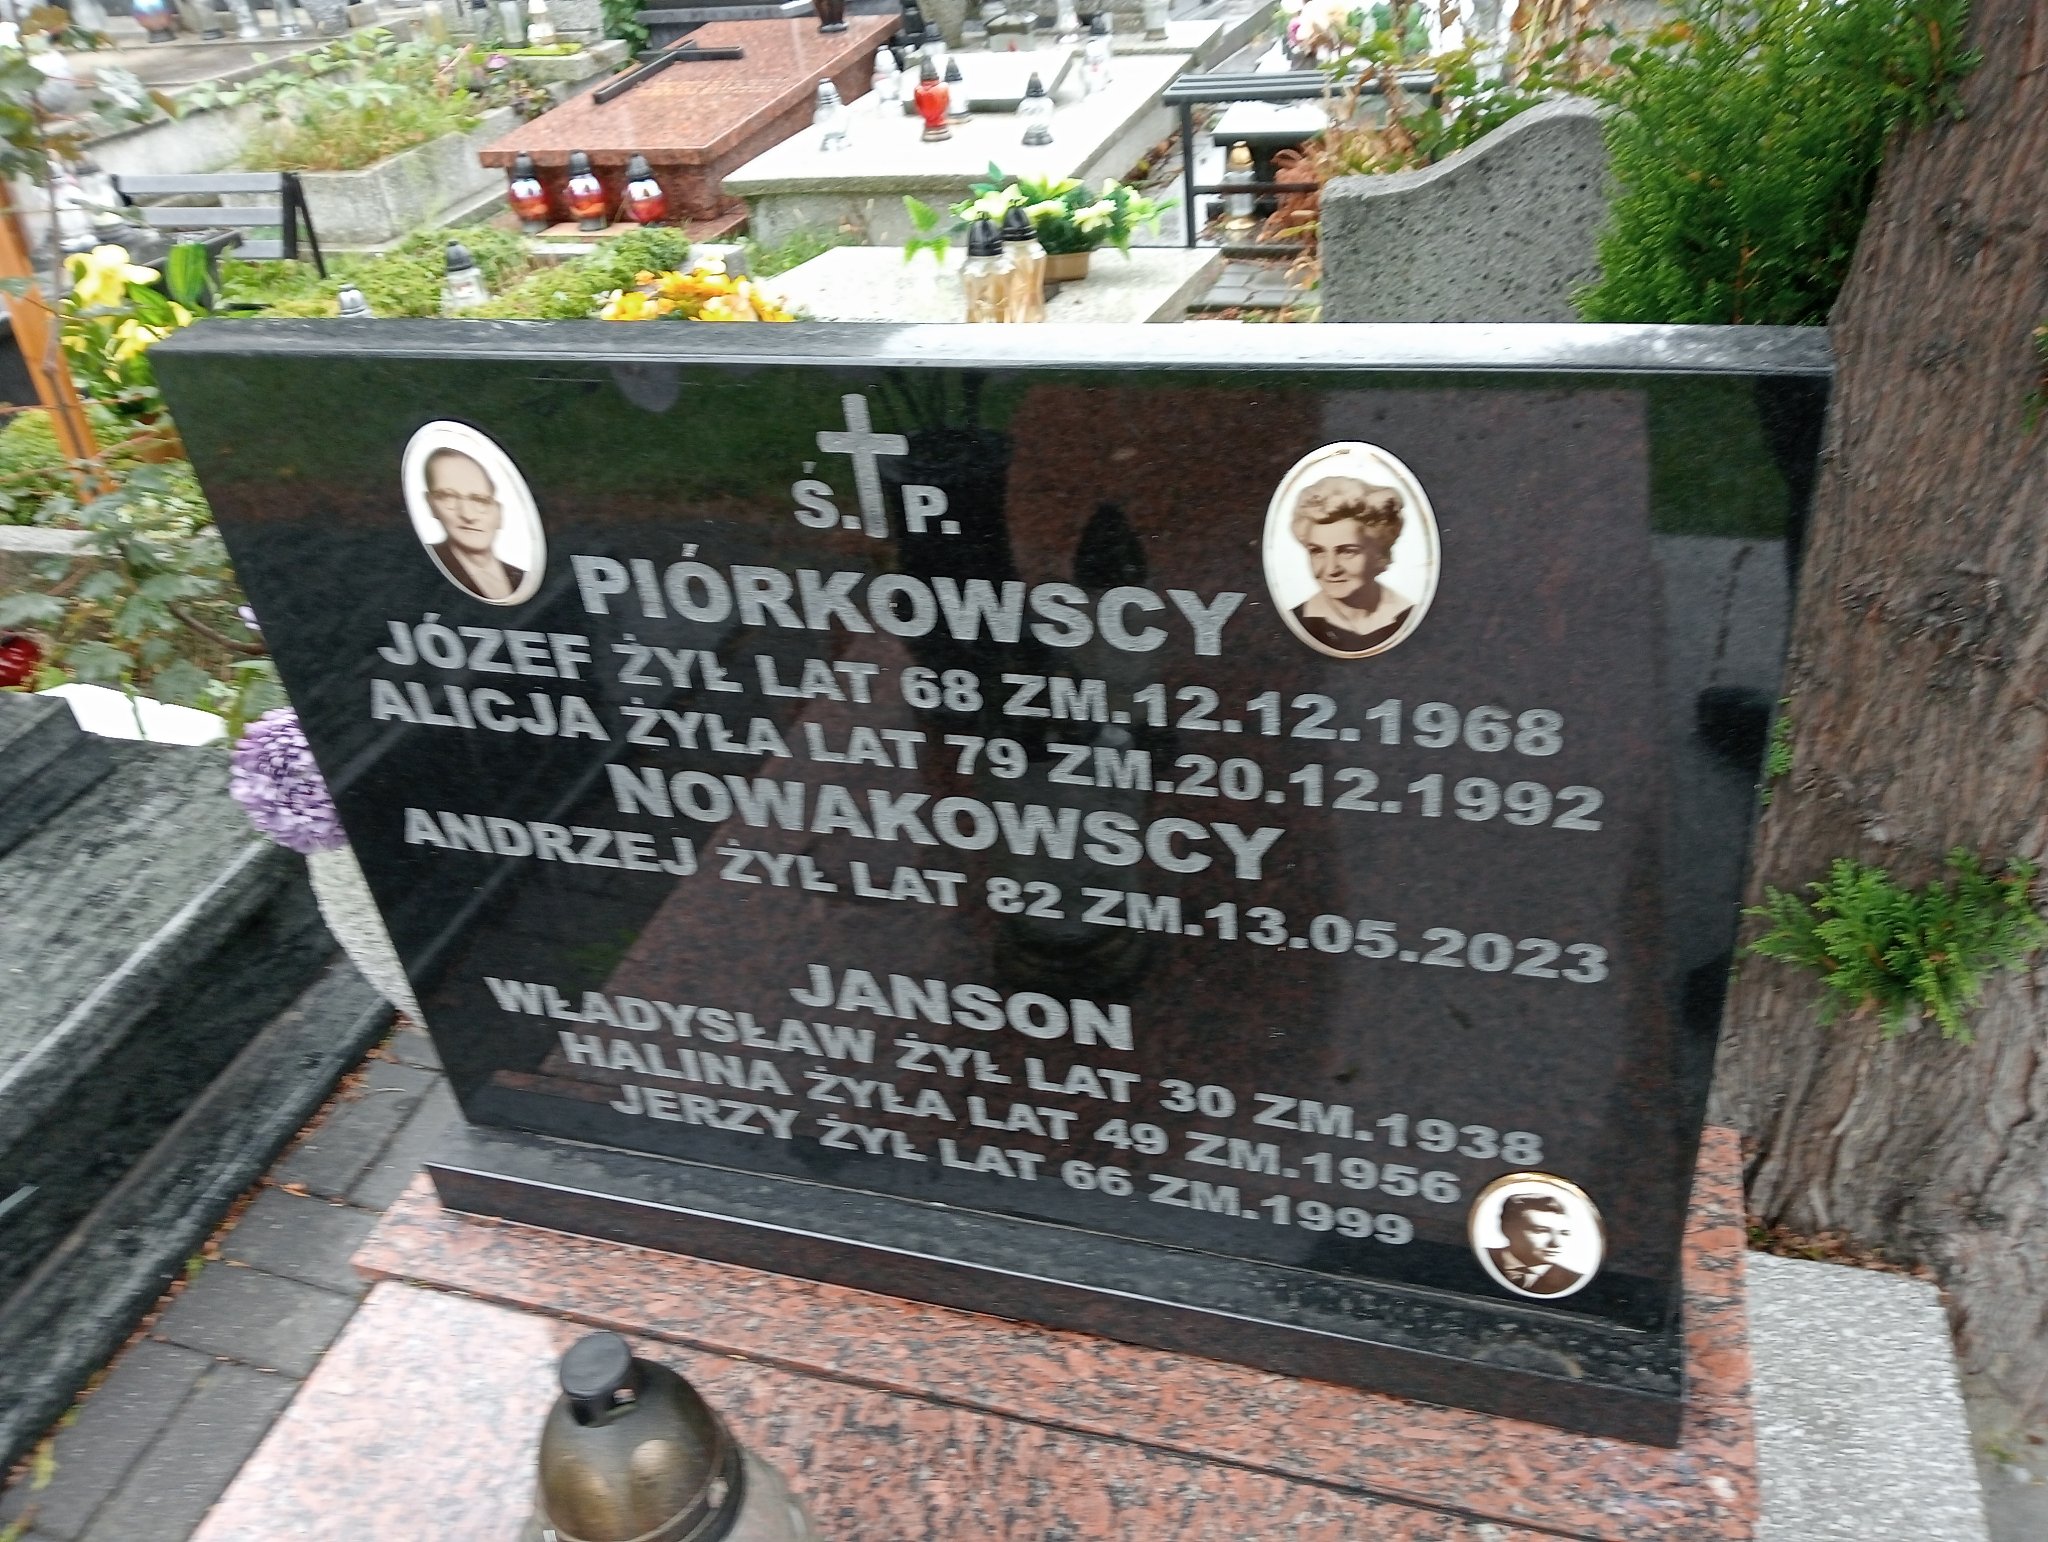 Ś. P.
PIÓRKOWSCY
JÓZEF ŻYŁ LAT 68 ZM.12.12.1968
ALICJA ŻYŁA LAT 79 ZM.20.12.1992
NOWAKOWSCY
ANDRZEJ ŻYŁ LAT 82 ZM.13.05.2023
JANSON
WŁADYSŁAW ŻYŁ LAT 30 ZM.1938
HALINA ŻYŁA LAT 49 ZM.1956
JERZY ŻYŁ LAT 66 ZM.1999